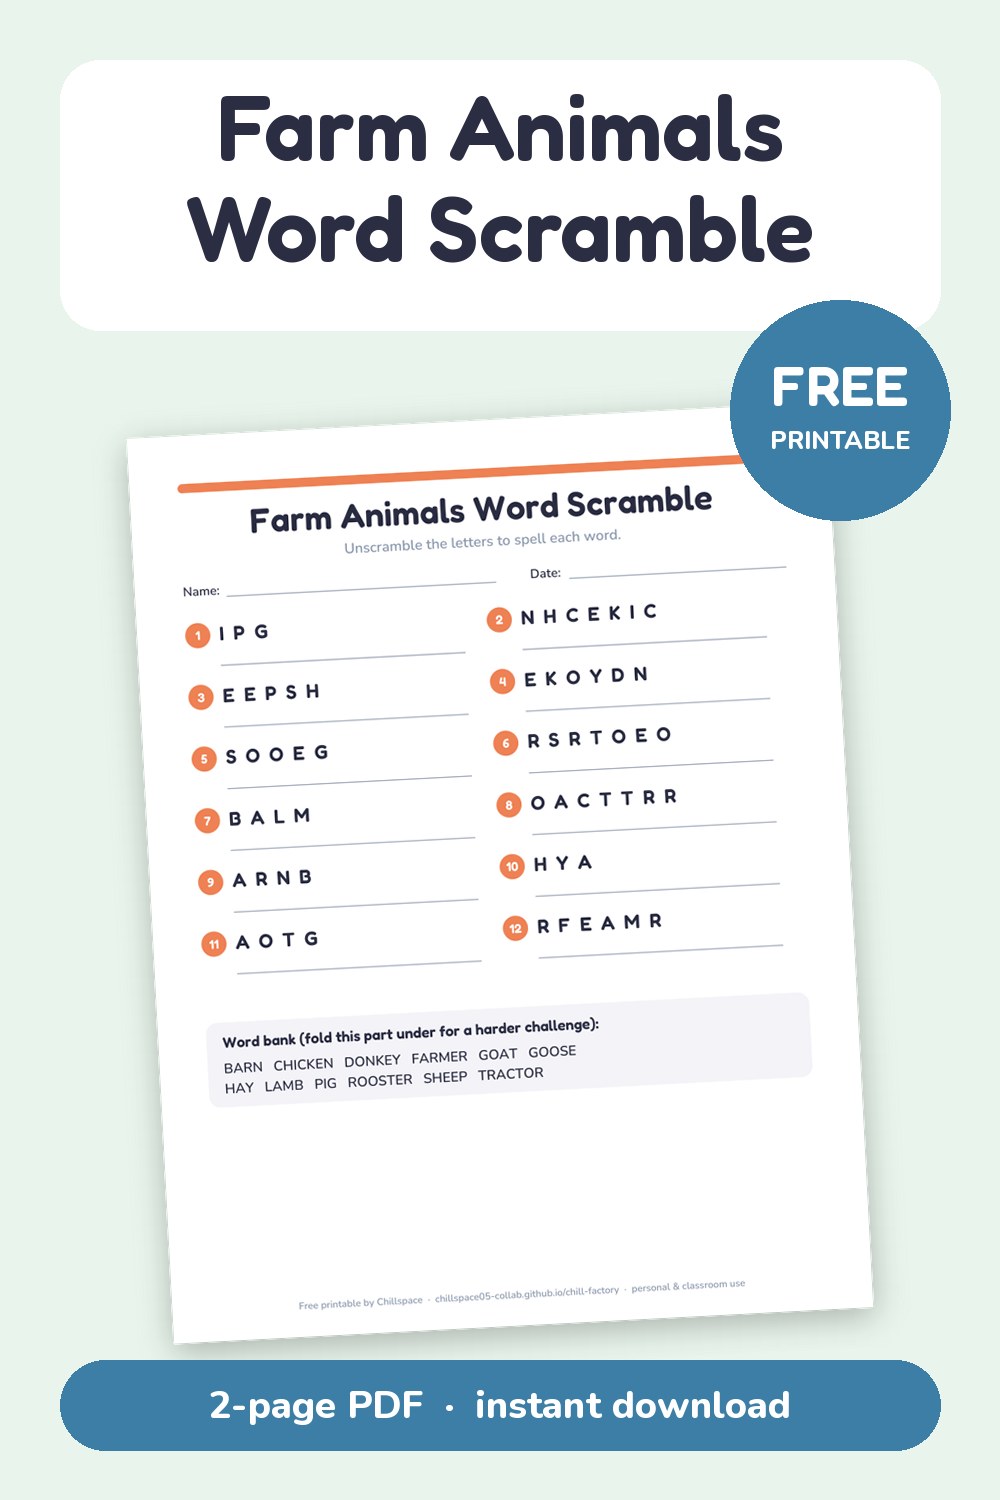 Farm Animals
Word Scramble
FREE
PRINTABLE
Farm Animals Word Scramble
Unscramble the letters to spell each word.
Name: Date:
1 I P G
2 N H C E K I C
3 E E P S H
4 E K O Y D N
5 S O O E G
6 R S R T O E O
7 B A L M
8 O A C T T R R
9 A R N B
10 H Y A
11 A O T G
12 R F E A M R
Word bank (fold this part under for a harder challenge):
BARN CHICKEN DONKEY FARMER GOAT GOOSE
HAY LAMB PIG ROOSTER SHEEP TRACTOR
Free printable by Chillspace · chillspace05-collab.github.io/chill-factory · personal & classroom use
2-page PDF · instant download